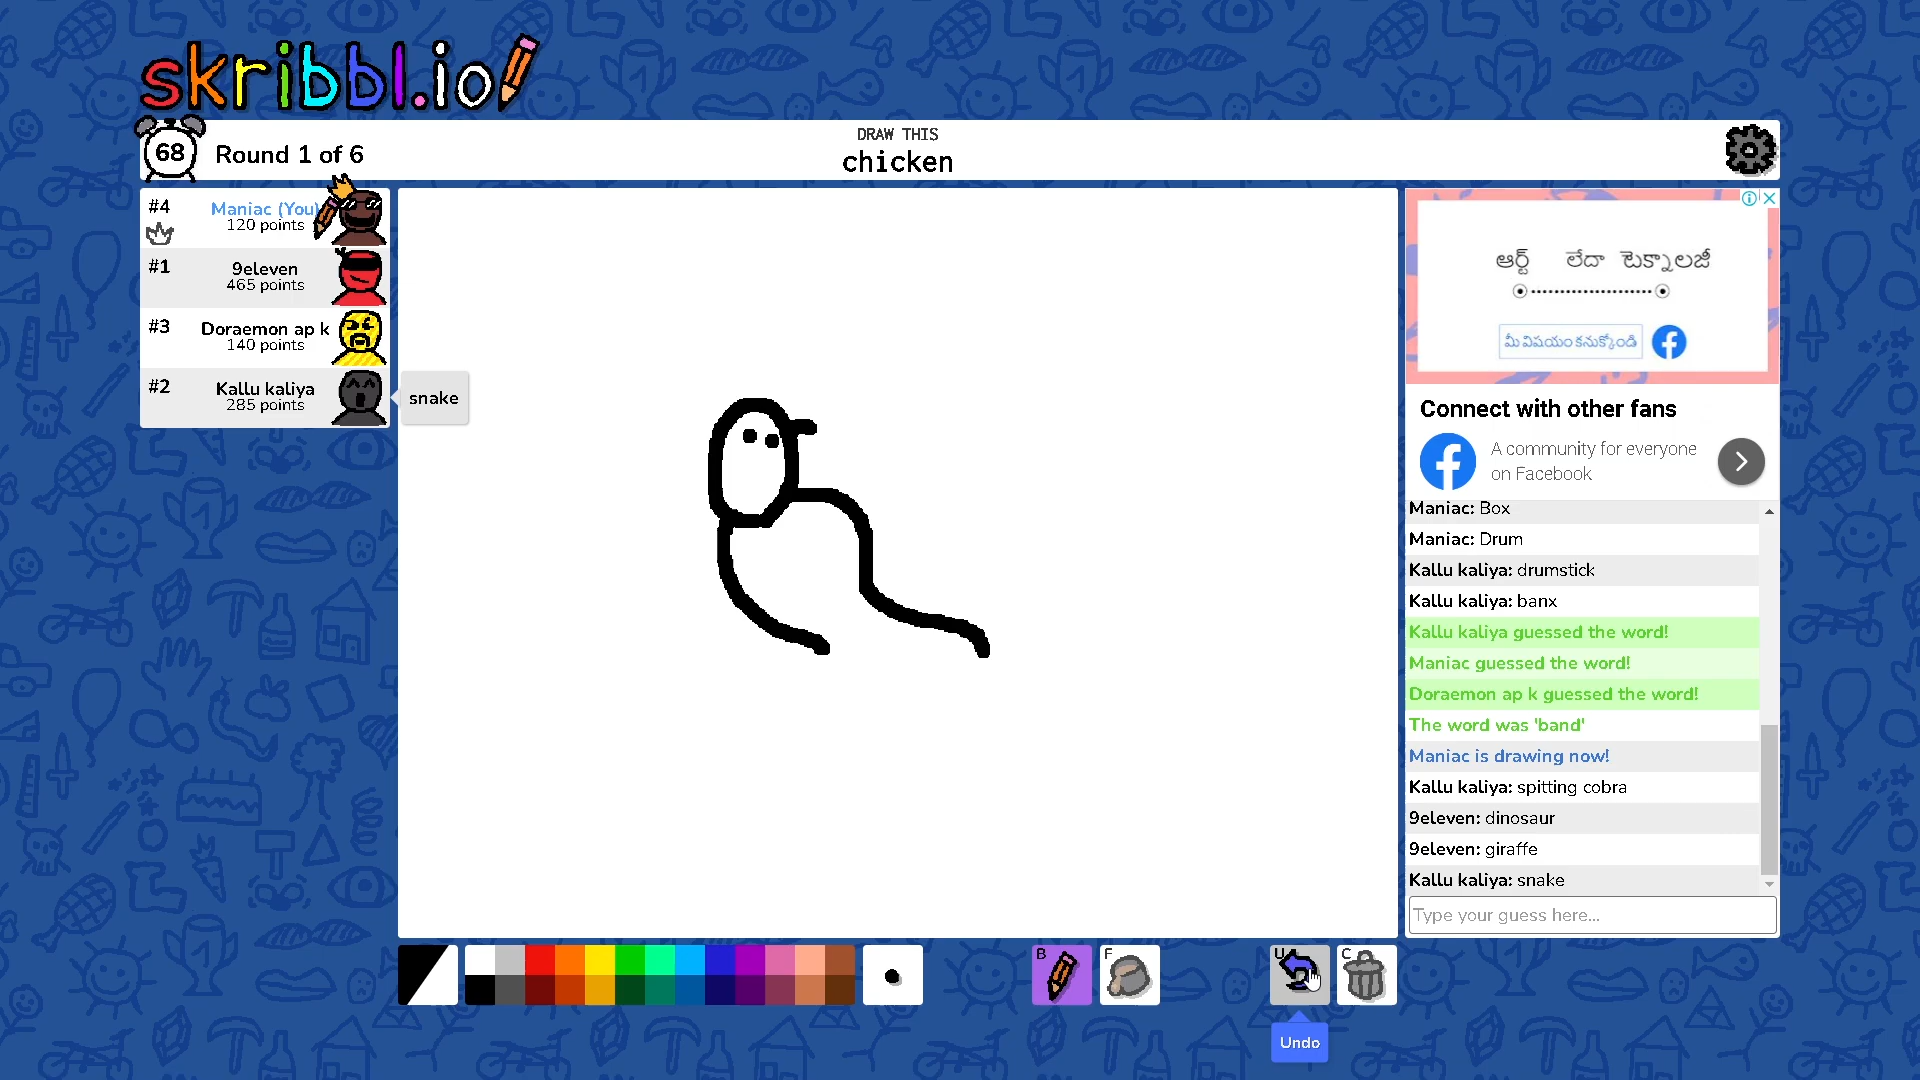 skribbl.io
68
Round 1 of 6
DRAW THIS
chicken
#4
Maniac (You)
120 points
#1
9eleven
465 points
#3
Doraemon ap k
140 points
#2
Kallu kaliya
285 points
snake
ఆర్ట్ లేదా టెక్నాలజీ
మీ విషయం కనుక్కోండి
Connect with other fans
A community for everyone
on Facebook
Maniac: Box
Maniac: Drum
Kallu kaliya: drumstick
Kallu kaliya: banx
Kallu kaliya guessed the word!
Maniac guessed the word!
Doraemon ap k guessed the word!
The word was 'band'
Maniac is drawing now!
Kallu kaliya: spitting cobra
9eleven: dinosaur
9eleven: giraffe
Kallu kaliya: snake
Type your guess here...
B
F
U
C
Undo